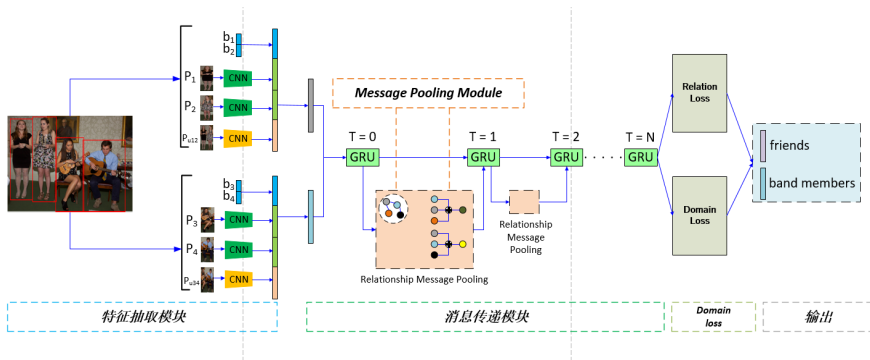 b1
b2
P1
CNN
P2
CNN
Pu12
CNN
b3
b4
P3
CNN
P4
CNN
Pu34
CNN
Message Pooling Module
T = 0
GRU
T = 1
GRU
T = 2
GRU
T = N
GRU
Relationship Message Pooling
Relationship
Message
Pooling
Relation
Loss
Domain
Loss
friends
band members
特征抽取模块
消息传递模块
Domain
loss
输出